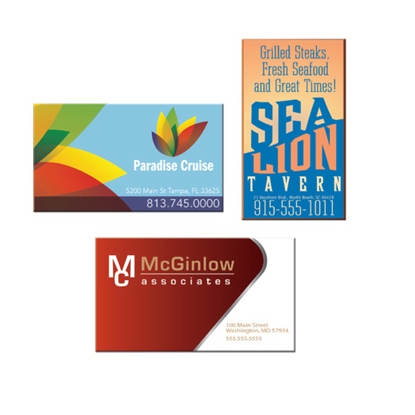 Paradise Cruise
5200 Main St Tampa, FL 33625
813.745.0000
Grilled Steaks,
Fresh Seafood
and Great Times!
SEA
LION
TAVERN
915-555-1011
MC
McGinlow
associates
100 Main Street
Washington, MD 57934
555.555.5555